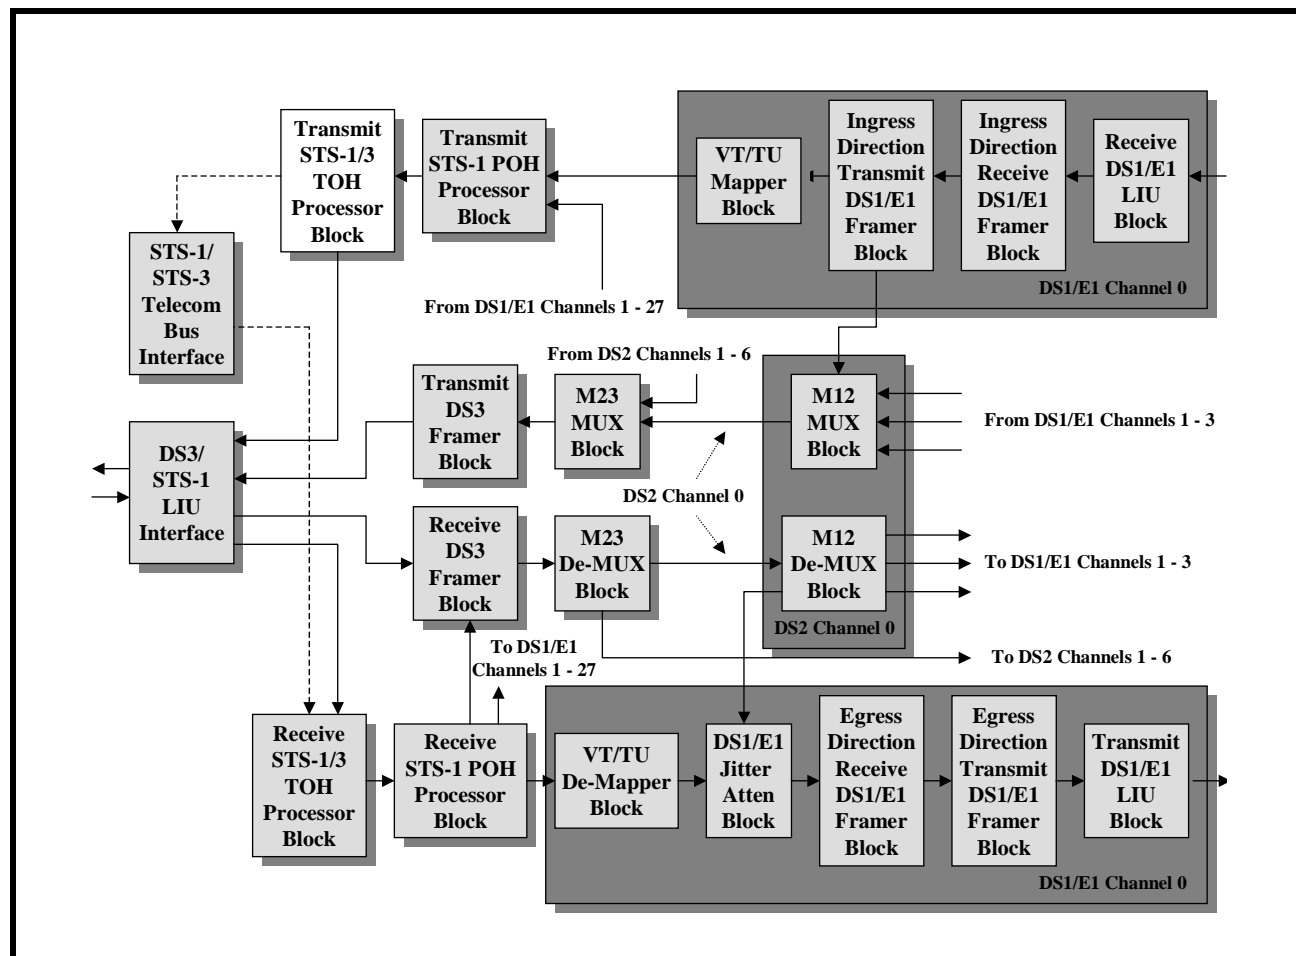 Transmit
STS-1/3
TOH
Processor
Block
Transmit
STS-1 POH
Processor
Block
VT/TU
Mapper
Block
Ingress
Direction
Transmit
DS1/E1
Framer
Block
Ingress
Direction
Receive
DS1/E1
Framer
Block
Receive
DS1/E1
LIU
Block
DS1/E1 Channel 0
STS-1/
STS-3
Telecom
Bus
Interface
From DS1/E1 Channels 1 - 27
From DS2 Channels 1 - 6
Transmit
DS3
Framer
Block
M23
MUX
Block
M12
MUX
Block
From DS1/E1 Channels 1 - 3
DS3/
STS-1
LIU
Interface
DS2 Channel 0
Receive
DS3
Framer
Block
M23
De-MUX
Block
M12
De-MUX
Block
To DS1/E1 Channels 1 - 3
DS2 Channel 0
To DS1/E1
Channels 1 - 27
To DS2 Channels 1 - 6
Receive
STS-1/3
TOH
Processor
Block
Receive
STS-1 POH
Processor
Block
VT/TU
De-Mapper
Block
DS1/E1
Jitter
Atten
Block
Egress
Direction
Receive
DS1/E1
Framer
Block
Egress
Direction
Transmit
DS1/E1
Framer
Block
Transmit
DS1/E1
LIU
Block
DS1/E1 Channel 0